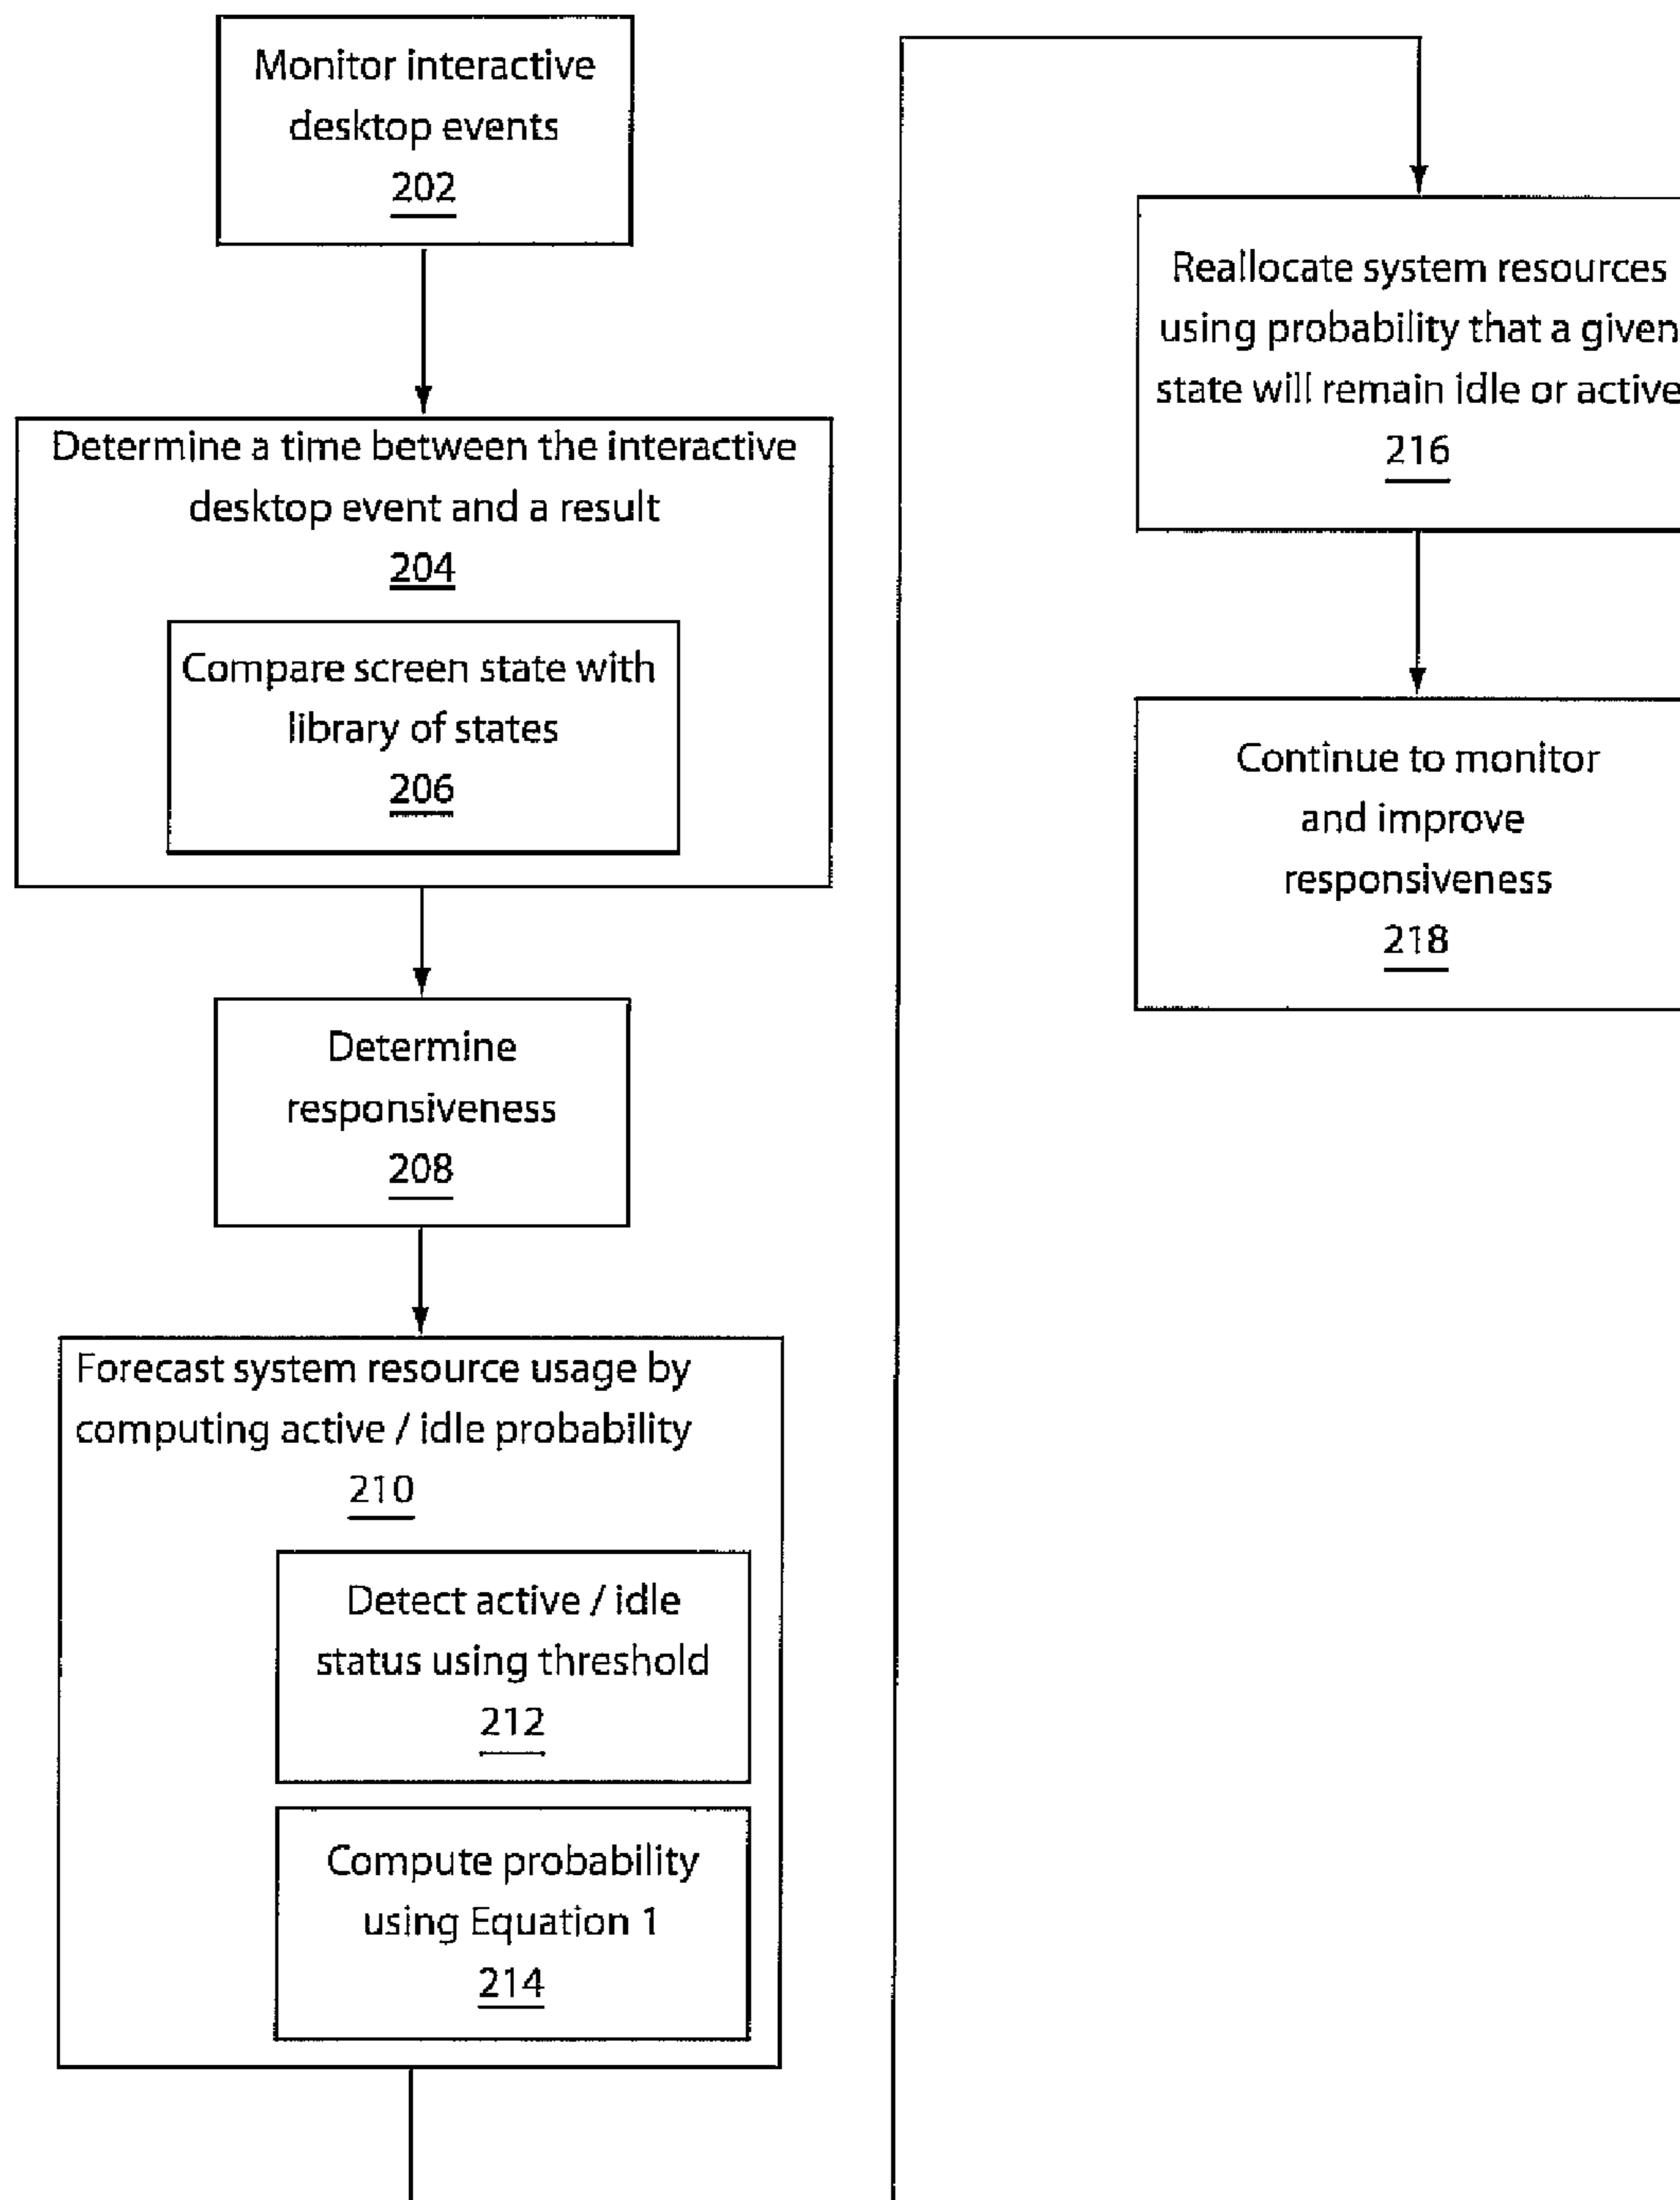 Monitor interactive
desktop events
202
Determine a time between the interactive
desktop event and a result
204
Compare screen state with
library of states
206
Determine
responsiveness
208
Forecast system resource usage by
computing active / idle probability
210
Detect active / idle
status using threshold
212
Compute probability
using Equation 1
214
Reallocate system resources
using probability that a given
state will remain idle or active
216
Continue to monitor
and improve
responsiveness
218